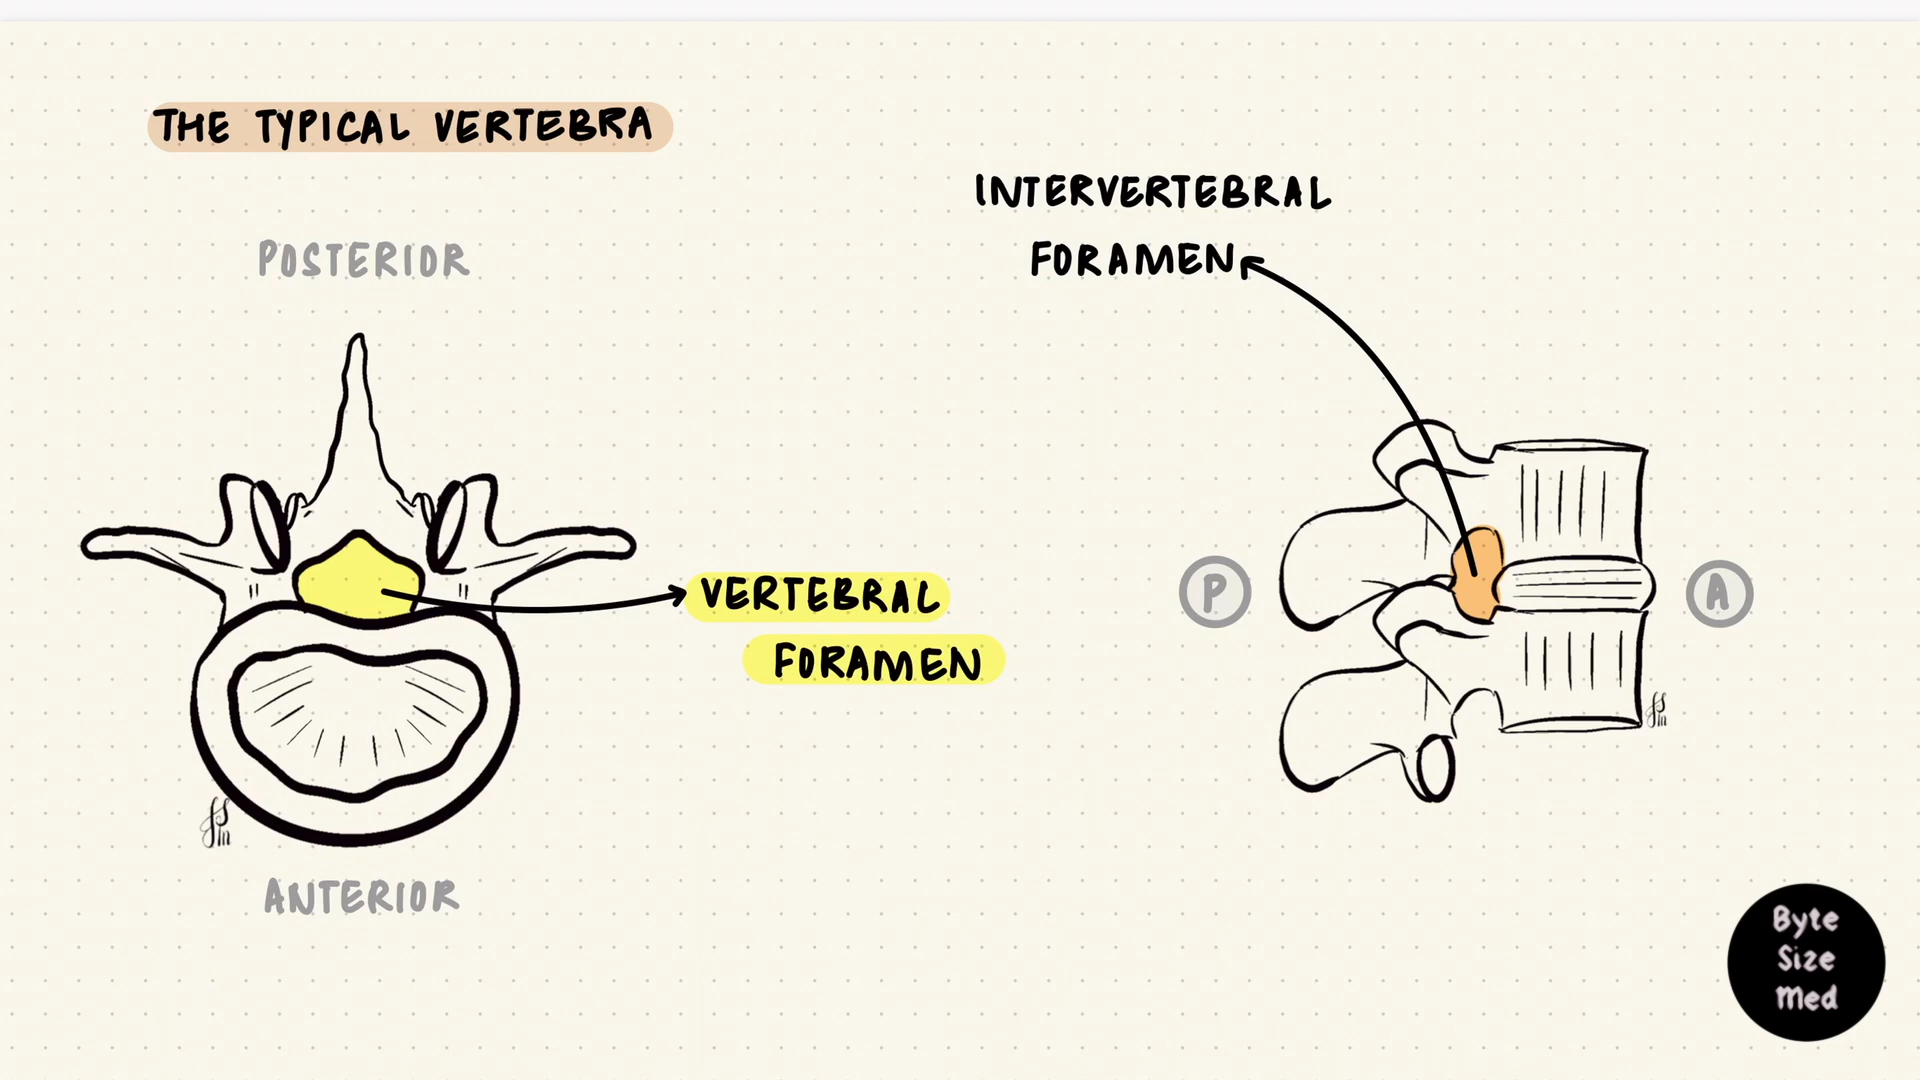 THE TYPICAL VERTEBRA
INTERVERTEBRAL
FORAMEN
POSTERIOR
VERTEBRAL
FORAMEN
P
A
ANTERIOR
Byte
Size
Med